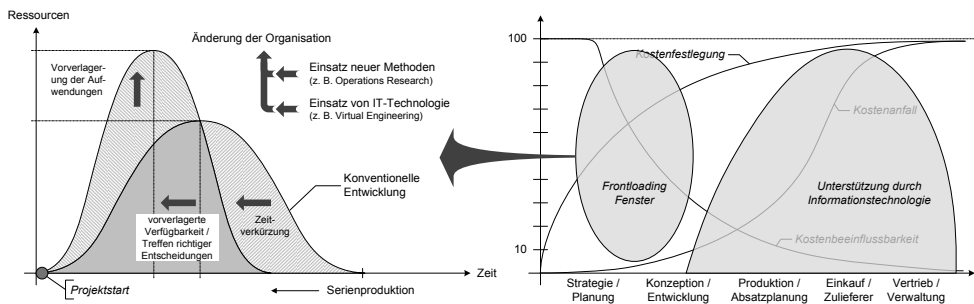 Ressourcen
Änderung der Organisation
Vorverlager-
ung der Auf-
wendungen
Einsatz neuer Methoden
(z. B. Operations Research)
Einsatz von IT-Technologie
(z. B. Virtual Engineering)
Konventionelle
Entwicklung
vorverlagerte
Verfügbarkeit /
Treffen richtiger
Entscheidungen
Zeit-
verkürzung
Zeit
Projektstart
Serienproduktion
100
10
Kostenfestlegung
Kostenanfall
Frontloading
Fenster
Unterstützung durch
Informationstechnologie
Kostenbeeinflussbarkeit
Strategie /
Planung
Konzeption /
Entwicklung
Produktion /
Absatzplanung
Einkauf /
Zulieferer
Vertrieb /
Verwaltung